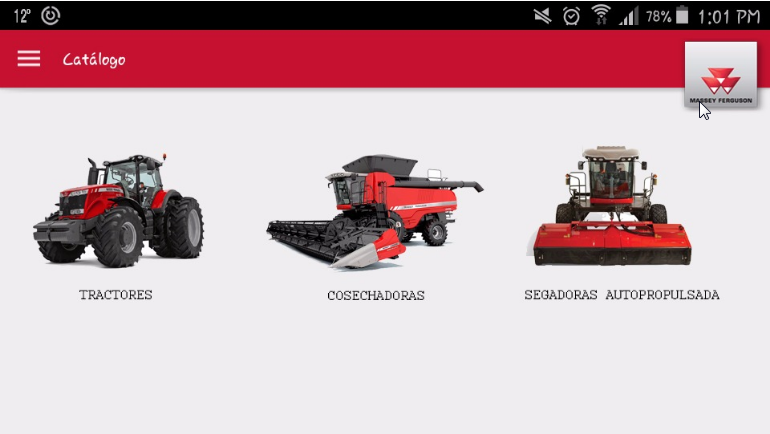 12° 78% 1:01 PM
Catálogo
MASSEY FERGUSON
TRACTORES
COSECHADORAS
SEGADORAS AUTOPROPULSADA